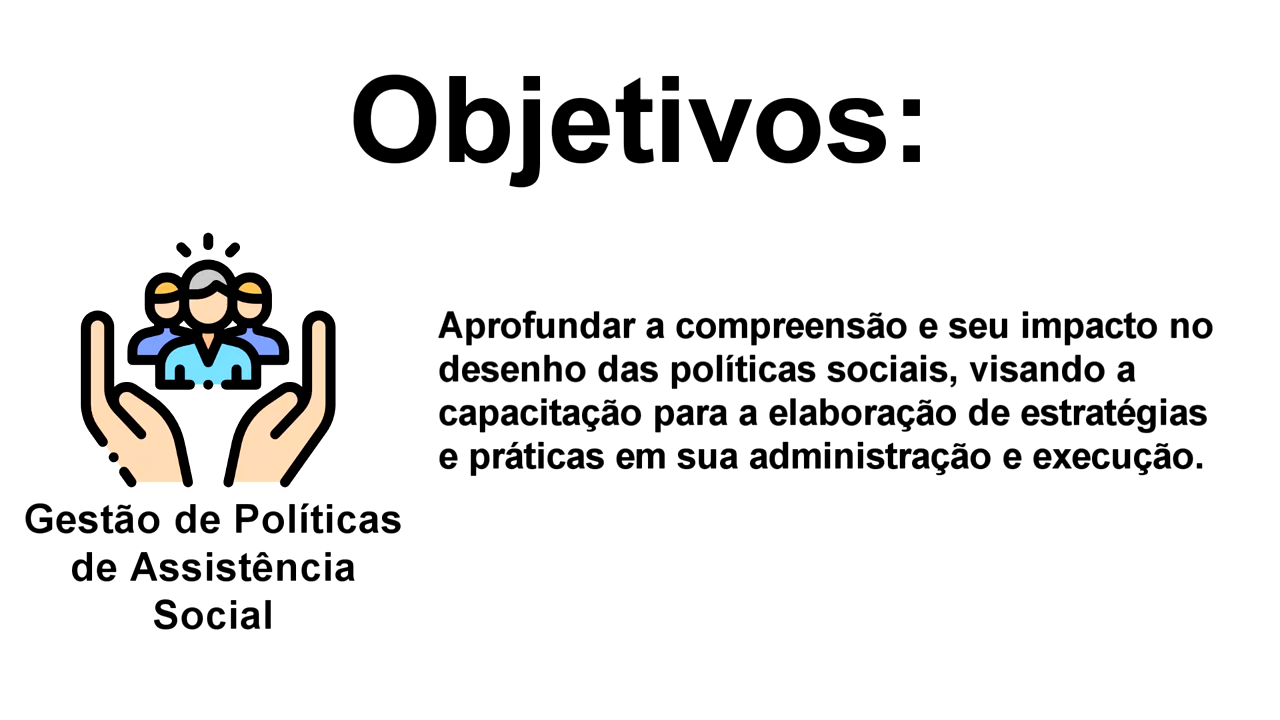 Objetivos:
Aprofundar a compreensão e seu impacto no
desenho das políticas sociais, visando a
capacitação para a elaboração de estratégias
e práticas em sua administração e execução.
Gestão de Políticas
de Assistência
Social